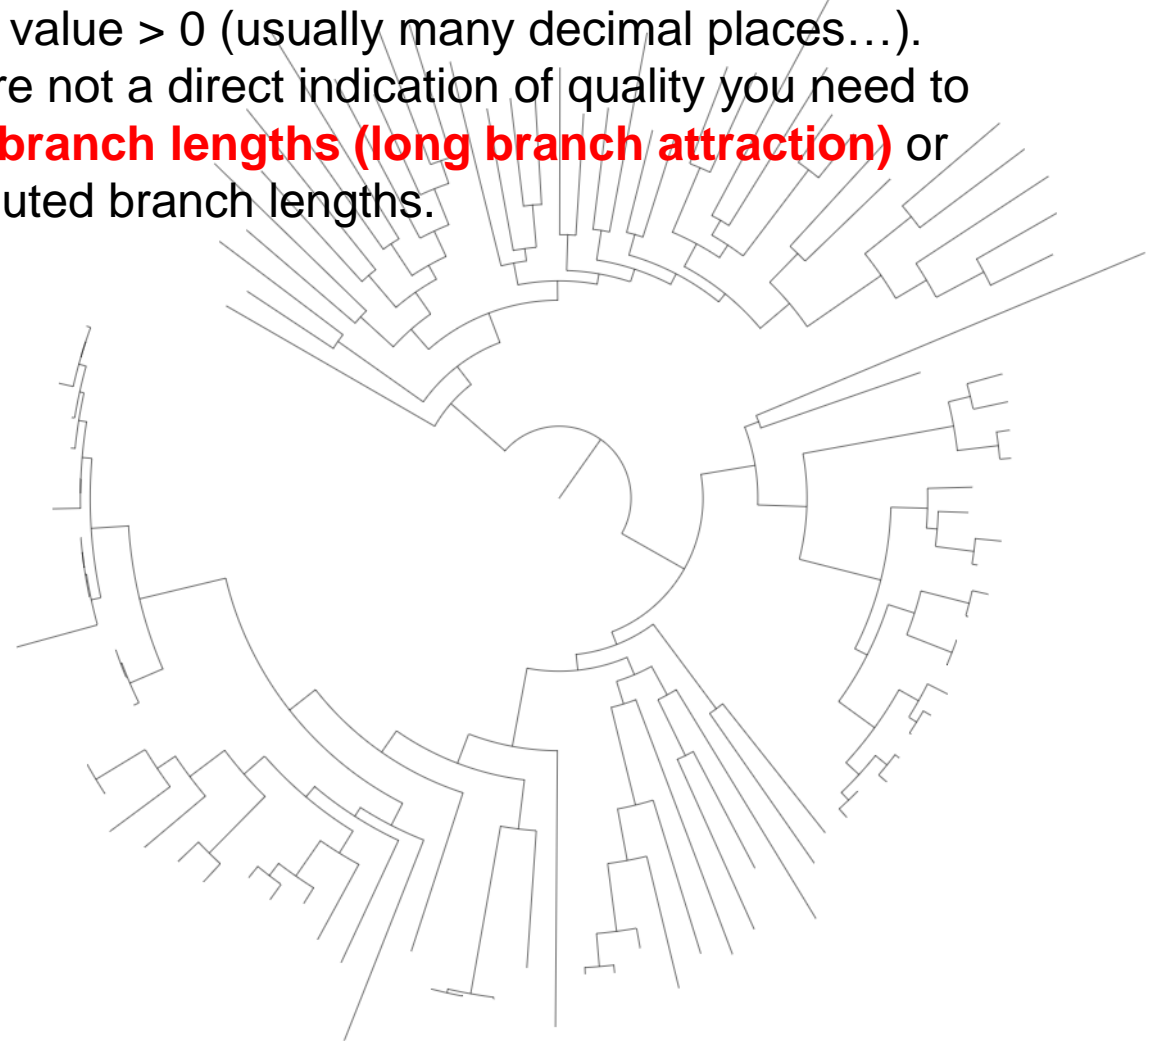 value > 0 (usually many decimal places…).
re not a direct indication of quality you need to
branch lengths (long branch attraction) or
uted branch lengths.